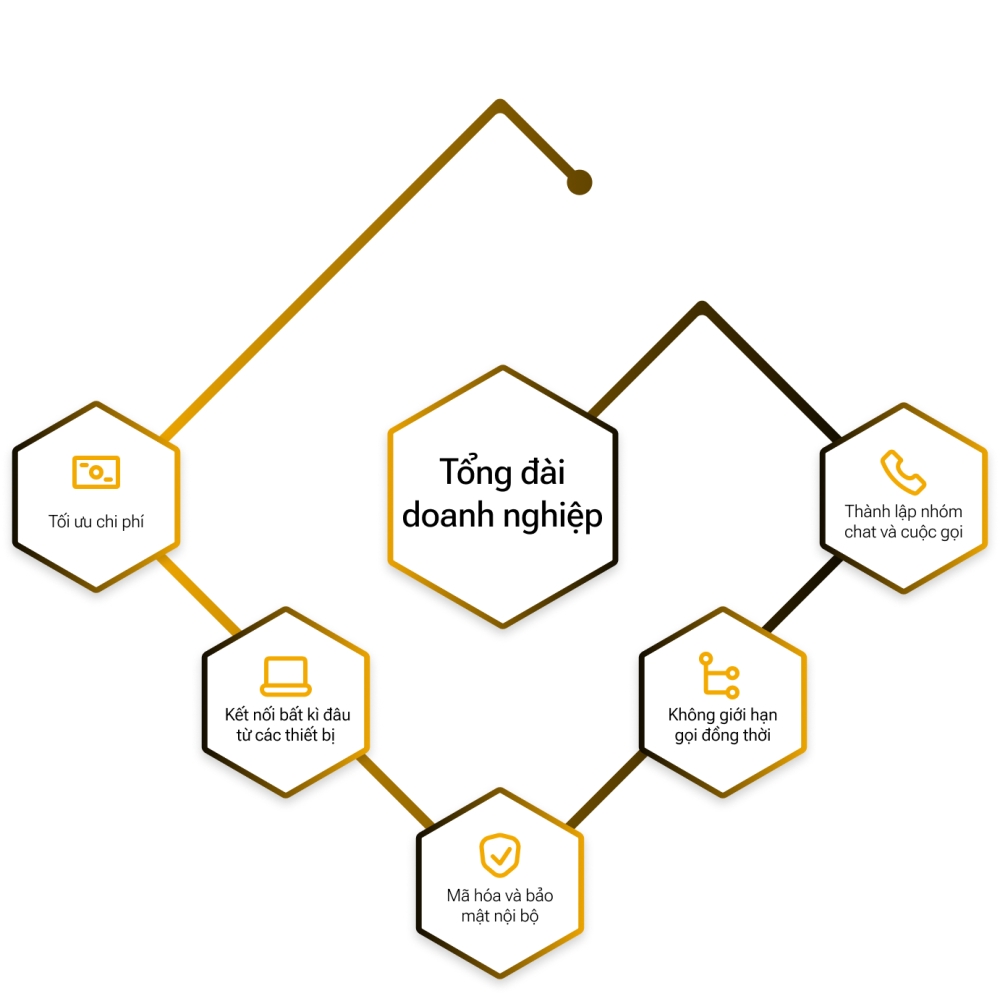 Tổng đài
doanh nghiệp
Tối ưu chi phí
Thành lập nhóm
chat và cuộc gọi
Kết nối bất kì đâu
từ các thiết bị
Không giới hạn
gọi đồng thời
Mã hóa và bảo
mật nội bộ